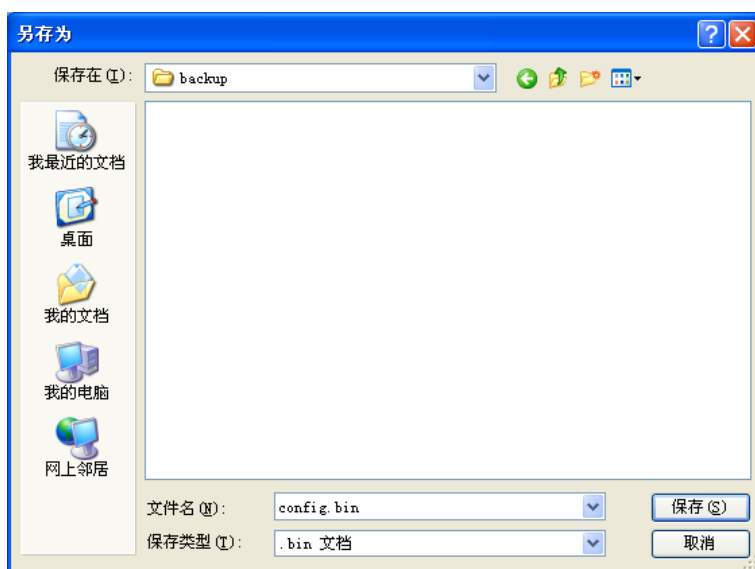 另存为
保存在(I):
backup
我最近的文档
桌面
我的文档
我的电脑
网上邻居
文件名(N):
config.bin
保存(S)
保存类型(T):
.bin 文档
取消